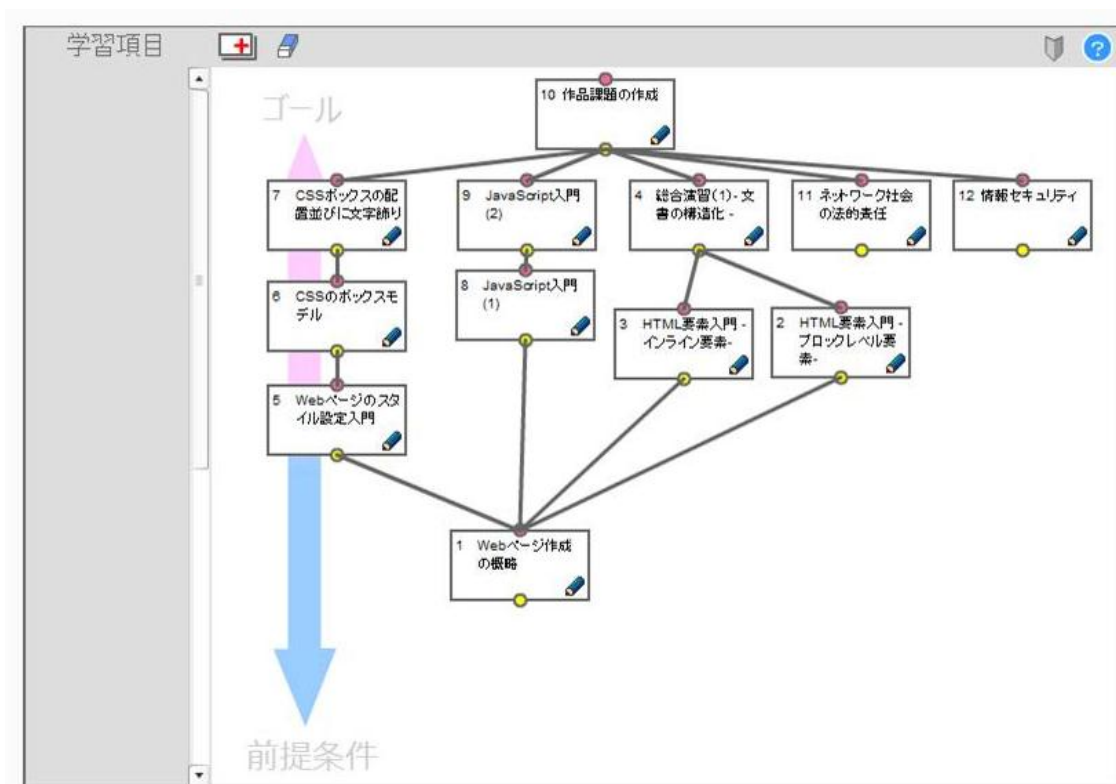 学習項目
?
ゴール
10 作品課題の作成
7 CSSボックスの配
置並びに文字飾り
9 JavaScript入門
(2)
4 総合演習(1)-文
書の構造化 -
11 ネットワーク社会
の法的責任
12 情報セキュリティ
6 CSSのボックスモ
デル
8 JavaScript入門
(1)
3 HTML要素入門 -
インライン要素-
2 HTML要素入門 -
ブロックレベル要
素-
5 Webページのスタ
イル設定入門
1 Webページ作成
の概略
前提条件